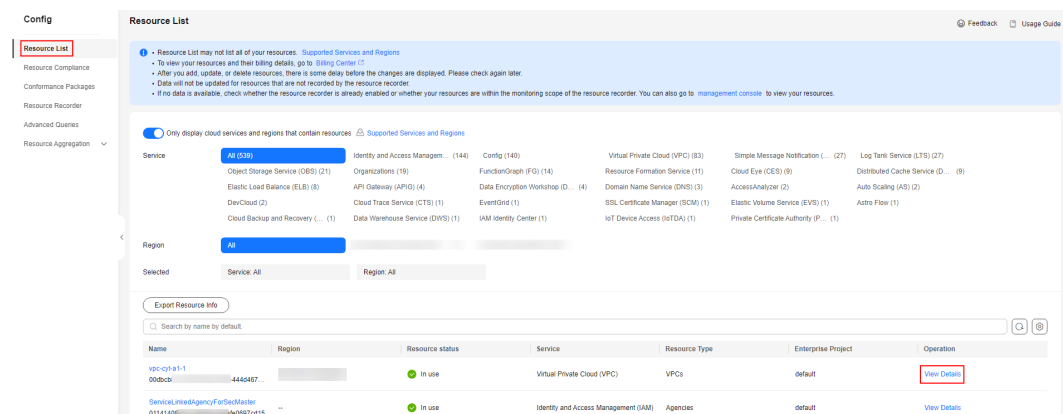 Config
Resource List
Feedback
Usage Guide
Resource List
Resource Compliance
Conformance Packages
Resource Recorder
Advanced Queries
Resource Aggregation
• Resource List may not list all of your resources. Supported Services and Regions
• To view your resources and their billing details, go to Billing Center
• After you add, update, or delete resources, there is some delay before the changes are displayed. Please check again later.
• Data will not be updated for resources that are not recorded by the resource recorder.
• If no data is available, check whether the resource recorder is already enabled or whether your resources are within the monitoring scope of the resource recorder. You can also go to management console to view your resources.
Only display cloud services and regions that contain resources Supported Services and Regions
Service All (539) Identity and Access Managem... (144) Config (140) Virtual Private Cloud (VPC) (83) Simple Message Notification (... (27) Log Tank Service (LTS) (27)
Object Storage Service (OBS) (21) Organizations (19) FunctionGraph (FG) (14) Resource Formation Service (11) Cloud Eye (CES) (9) Distributed Cache Service (D... (9)
Elastic Load Balance (ELB) (8) API Gateway (APIG) (4) Data Encryption Workshop (D... (4) Domain Name Service (DNS) (3) AccessAnalyzer (2) Auto Scaling (AS) (2)
DevCloud (2) Cloud Trace Service (CTS) (1) EventGrid (1) SSL Certificate Manager (SCM) (1) Elastic Volume Service (EVS) (1) Astro Flow (1)
Cloud Backup and Recovery (... (1) Data Warehouse Service (DWS) (1) IAM Identity Center (1) IoT Device Access (IoTDA) (1) Private Certificate Authority (P... (1)
Region All
Selected Service: All Region: All
Export Resource Info
Search by name by default.
Name Region Resource status Service Resource Type Enterprise Project Operation
vpc-cyt-a1-1
00dbcb -444d467... In use Virtual Private Cloud (VPC) VPCs default View Details
ServiceLinkedAgencyForSecMaster
-- In use Identity and Access Management (IAM) Agencies default View Details